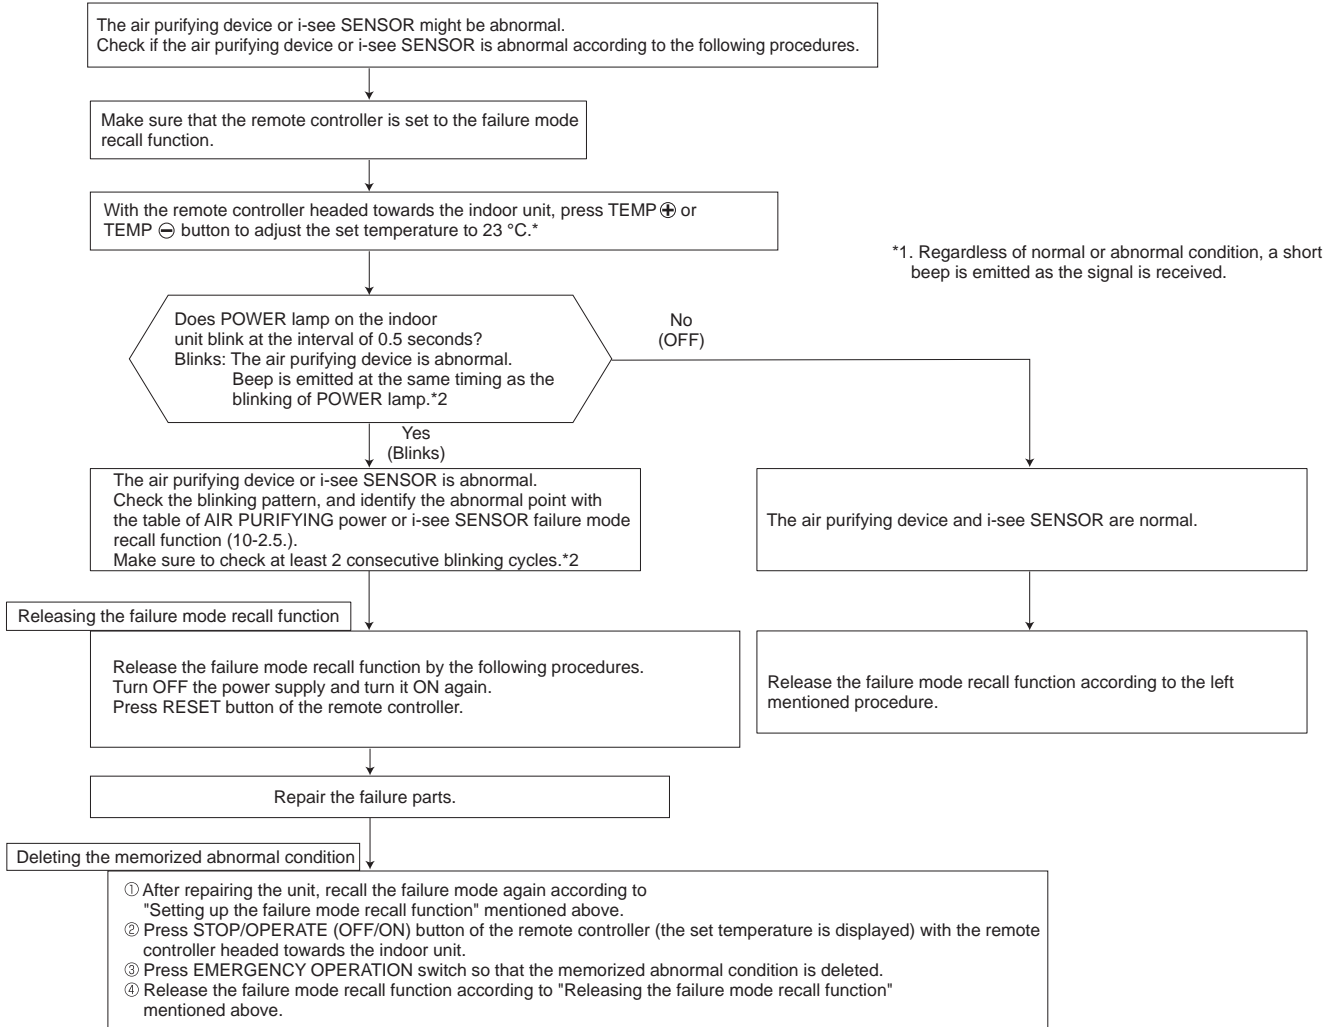 The air purifying device or i-see SENSOR might be abnormal.
Check if the air purifying device or i-see SENSOR is abnormal according to the following procedures.
Make sure that the remote controller is set to the failure mode
recall function.
With the remote controller headed towards the indoor unit, press TEMP ⊕ or
TEMP ⊖ button to adjust the set temperature to 23 °C.*
*1. Regardless of normal or abnormal condition, a short
beep is emitted as the signal is received.
Does POWER lamp on the indoor
unit blink at the interval of 0.5 seconds?
Blinks: The air purifying device is abnormal.
Beep is emitted at the same timing as the
blinking of POWER lamp.*2
No
(OFF)
Yes
(Blinks)
The air purifying device or i-see SENSOR is abnormal.
Check the blinking pattern, and identify the abnormal point with
the table of AIR PURIFYING power or i-see SENSOR failure mode
recall function (10-2.5.).
Make sure to check at least 2 consecutive blinking cycles.*2
The air purifying device and i-see SENSOR are normal.
Releasing the failure mode recall function
Release the failure mode recall function by the following procedures.
Turn OFF the power supply and turn it ON again.
Press RESET button of the remote controller.
Release the failure mode recall function according to the left
mentioned procedure.
Repair the failure parts.
Deleting the memorized abnormal condition
① After repairing the unit, recall the failure mode again according to
"Setting up the failure mode recall function" mentioned above.
② Press STOP/OPERATE (OFF/ON) button of the remote controller (the set temperature is displayed) with the remote
controller headed towards the indoor unit.
③ Press EMERGENCY OPERATION switch so that the memorized abnormal condition is deleted.
④ Release the failure mode recall function according to "Releasing the failure mode recall function"
mentioned above.